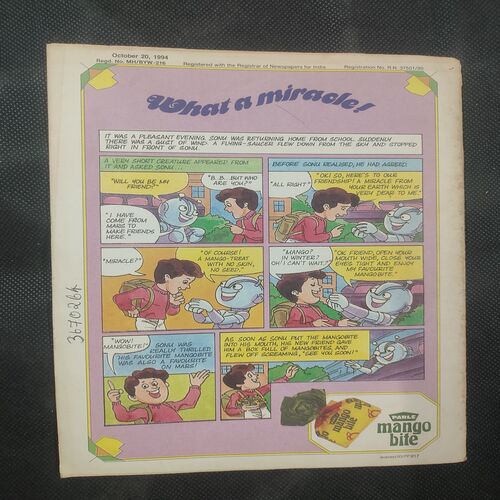 October 20, 1994
Regd. No. MH/BYW-216
Registered with the Registrar of Newspapers for India
Registration No. R.N. 37501/80
What a miracle!
IT WAS A PLEASANT EVENING. SONU WAS RETURNING HOME FROM SCHOOL. SUDDENLY
THERE WAS A GUST OF WIND. A FLYING-SAUCER FLEW DOWN FROM THE SKY AND STOPPED
RIGHT IN FRONT OF SONU.
A VERY SHORT CREATURE APPEARED FROM
IT AND ASKED SONU...
"WILL YOU BE MY
FRIEND?"
"B..B..BUT WHO
ARE YOU?"
"I HAVE
COME FROM
MARS TO
MAKE FRIENDS
HERE."
BEFORE SONU REALISED, HE HAD AGREED!
"ALL RIGHT"
"OK! SO, HERE'S TO OUR
FRIENDSHIP! A MIRACLE FROM
YOUR EARTH WHICH IS
VERY DEAR TO ME."
"MIRACLE?"
"OF COURSE!
A MANGO-TREAT
WITH NO SKIN,
NO SEED."
"MANGO?
IN WINTER?
OH! I CAN'T WAIT."
"OK FRIEND, OPEN YOUR
MOUTH WIDE, CLOSE YOUR
EYES TIGHT AND ENJOY
MY FAVOURITE
MANGOBITE."
"WOW!
MANGOBITE!"
SONU WAS
REALLY THRILLED.
HIS FAVOURITE MANGOBITE
WAS ALSO A FAVOURITE
ON MARS!
AS SOON AS SONU PUT THE MANGOBITE
INTO HIS MOUTH, HIS NEW FRIEND GAVE
HIM A BOX FULL OF MANGOBITES, AND
FLEW OFF SCREAMING, "SEE YOU SOON!"
mango
bite
PARLE
mango
bite